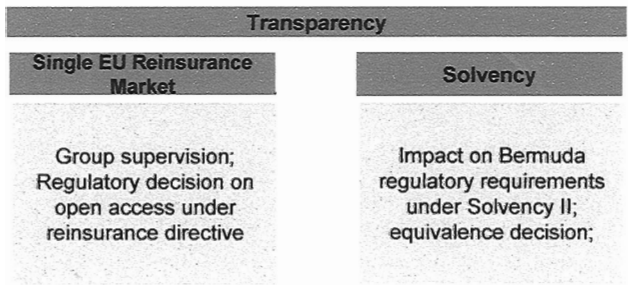 Transparency
Single EU Reinsurance
Market
Group supervision;
Regulatory decision on
open access under
reinsurance directive
Solvency
Impact on Bermuda
regulatory requirements
under Solvency II;
equivalence decision;